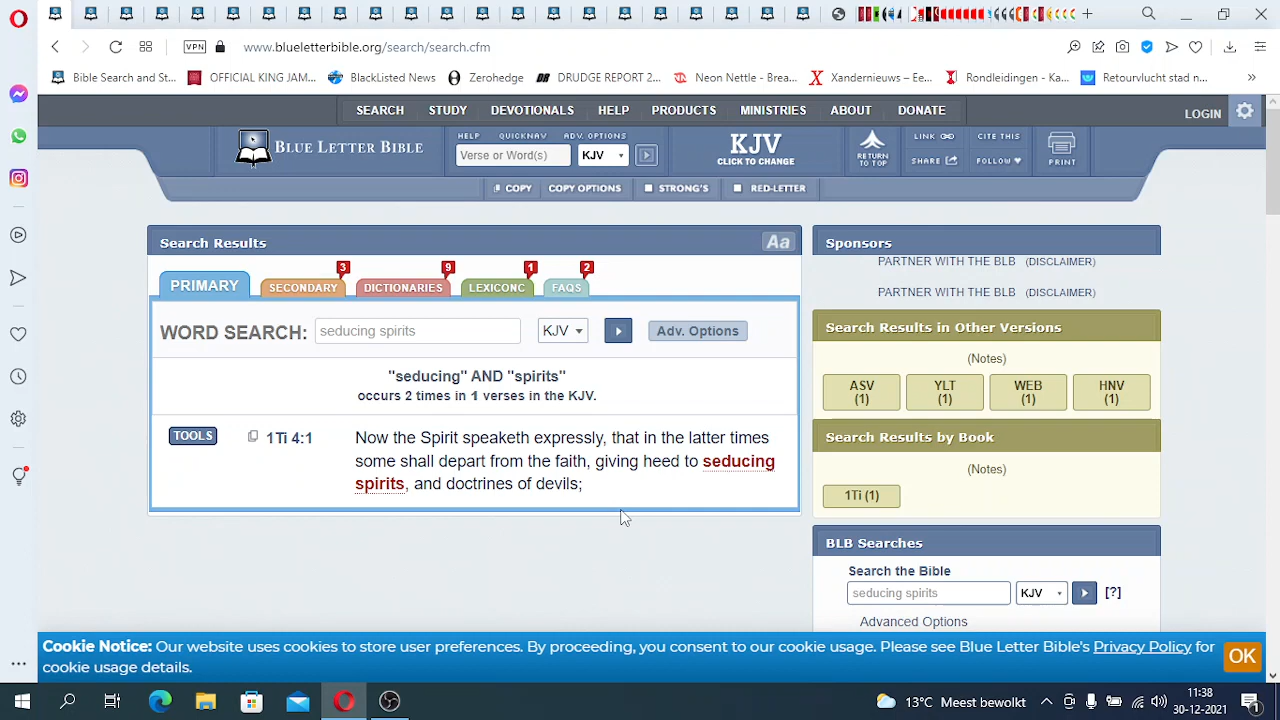 VPN
www.blueletterbible.org/search/search.cfm
Bible Search and St...
OFFICIAL KING JAM...
BlackListed News
Zerohedge
DRUDGE REPORT 2...
Neon Nettle - Brea...
Xandernieuws – Ee...
Rondleidingen - Ka...
Retourvlucht stad n...
»
SEARCH STUDY DEVOTIONALS HELP PRODUCTS MINISTRIES ABOUT DONATE
LOGIN
BLUE LETTER BIBLE
HELP QUICKNAV ADV. OPTIONS
Verse or Word(s)
KJV
KJV
CLICK TO CHANGE
RETURN
TO TOP
LINK
CITE THIS
SHARE
FOLLOW
PRINT
COPY COPY OPTIONS STRONG'S RED-LETTER
Search Results
Aa
PRIMARY
SECONDARY 3
DICTIONARIES 9
LEXICONC 1
FAQS 2
WORD SEARCH: seducing spirits KJV Adv. Options
"seducing" AND "spirits"
occurs 2 times in 1 verses in the KJV.
TOOLS
1Ti 4:1
Now the Spirit speaketh expressly, that in the latter times
some shall depart from the faith, giving heed to seducing
spirits, and doctrines of devils;
Sponsors
PARTNER WITH THE BLB (DISCLAIMER)
PARTNER WITH THE BLB (DISCLAIMER)
Search Results in Other Versions
(Notes)
ASV
(1)
YLT
(1)
WEB
(1)
HNV
(1)
Search Results by Book
(Notes)
1Ti (1)
BLB Searches
Search the Bible
seducing spirits KJV [?]
Advanced Options
Cookie Notice: Our website uses cookies to store user preferences. By proceeding, you consent to our cookie usage. Please see Blue Letter Bible's Privacy Policy for
cookie usage details.
OK
13°C Meest bewolkt
11:38
30-12-2021
1